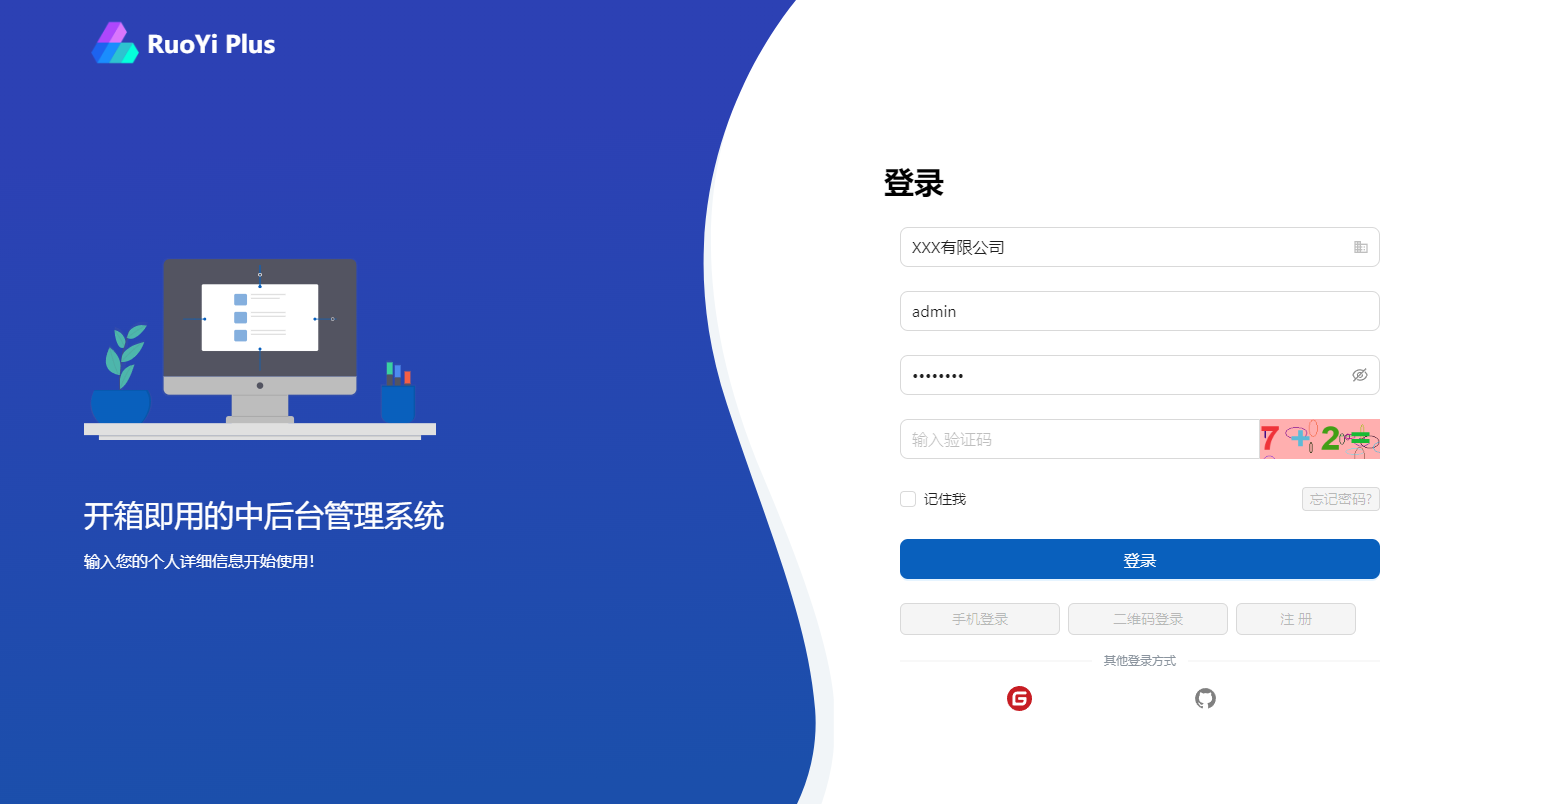 RuoYi Plus
开箱即用的中后台管理系统
输入您的个人详细信息开始使用!
登录
XXX有限公司
admin
••••••••
输入验证码
7 + 2 =
记住我
忘记密码?
登录
手机登录
二维码登录
注 册
其他登录方式
G